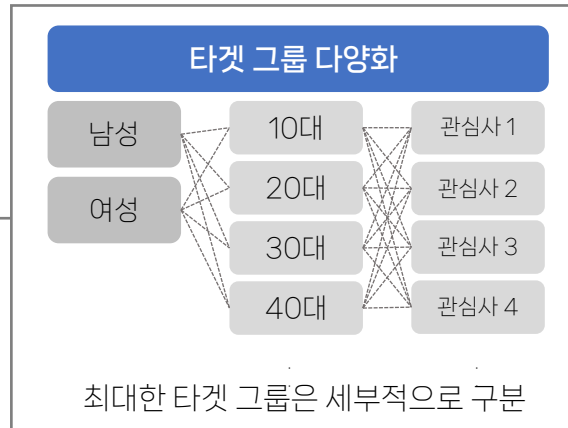 타겟 그룹 다양화
남성
여성
10대
20대
30대
40대
관심사 1
관심사 2
관심사 3
관심사 4
최대한 타겟 그룹은 세부적으로 구분